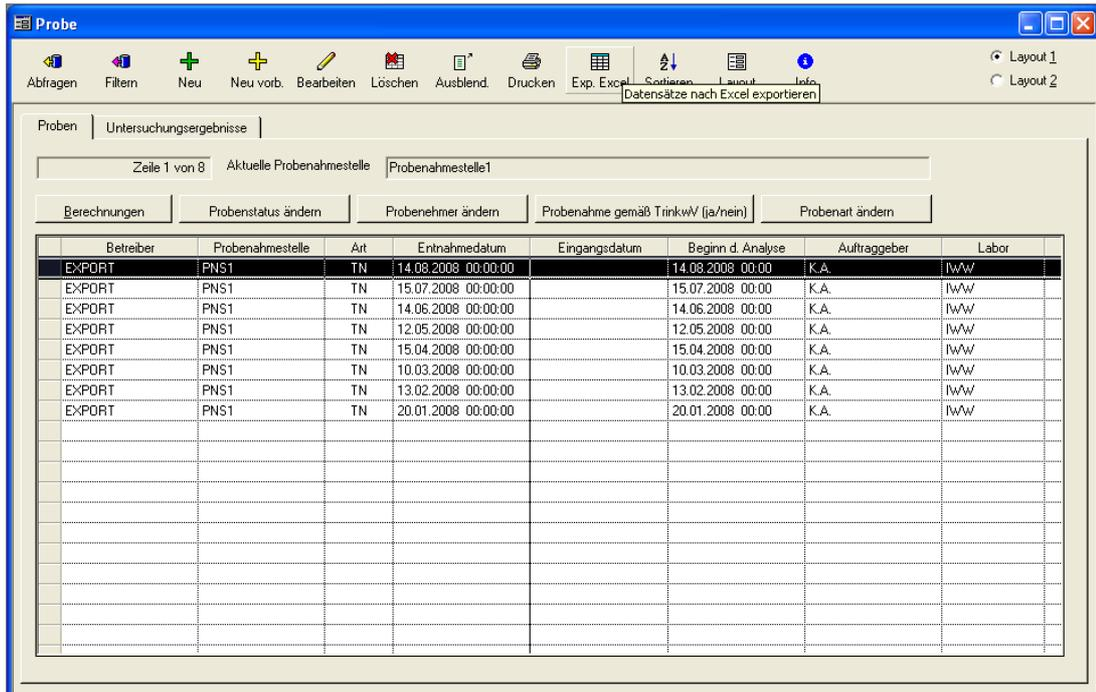 Probe
Abfragen Filtern Neu Neu vorb. Bearbeiten Löschen Ausblend. Drucken Exp. Excel Sortieren Layout Info
Layout 1
Layout 2
Datensätze nach Excel exportieren
Proben Untersuchungsergebnisse
Zeile 1 von 8 Aktuelle Probenahmestelle Probenahmestelle1
Berechnungen Probenstatus ändern Probenehmer ändern Probenahme gemäß TrinkwV (ja/nein) Probenart ändern
Betreiber Probenahmestelle Art Entnahmedatum Eingangsdatum Beginn d. Analyse Auftraggeber Labor
EXPORT PNS1 TN 14.08.2008 00:00:00 14.08.2008 00:00 K.A. IWW
EXPORT PNS1 TN 15.07.2008 00:00:00 15.07.2008 00:00 K.A. IWW
EXPORT PNS1 TN 14.06.2008 00:00:00 14.06.2008 00:00 K.A. IWW
EXPORT PNS1 TN 12.05.2008 00:00:00 12.05.2008 00:00 K.A. IWW
EXPORT PNS1 TN 15.04.2008 00:00:00 15.04.2008 00:00 K.A. IWW
EXPORT PNS1 TN 10.03.2008 00:00:00 10.03.2008 00:00 K.A. IWW
EXPORT PNS1 TN 13.02.2008 00:00:00 13.02.2008 00:00 K.A. IWW
EXPORT PNS1 TN 20.01.2008 00:00:00 20.01.2008 00:00 K.A. IWW